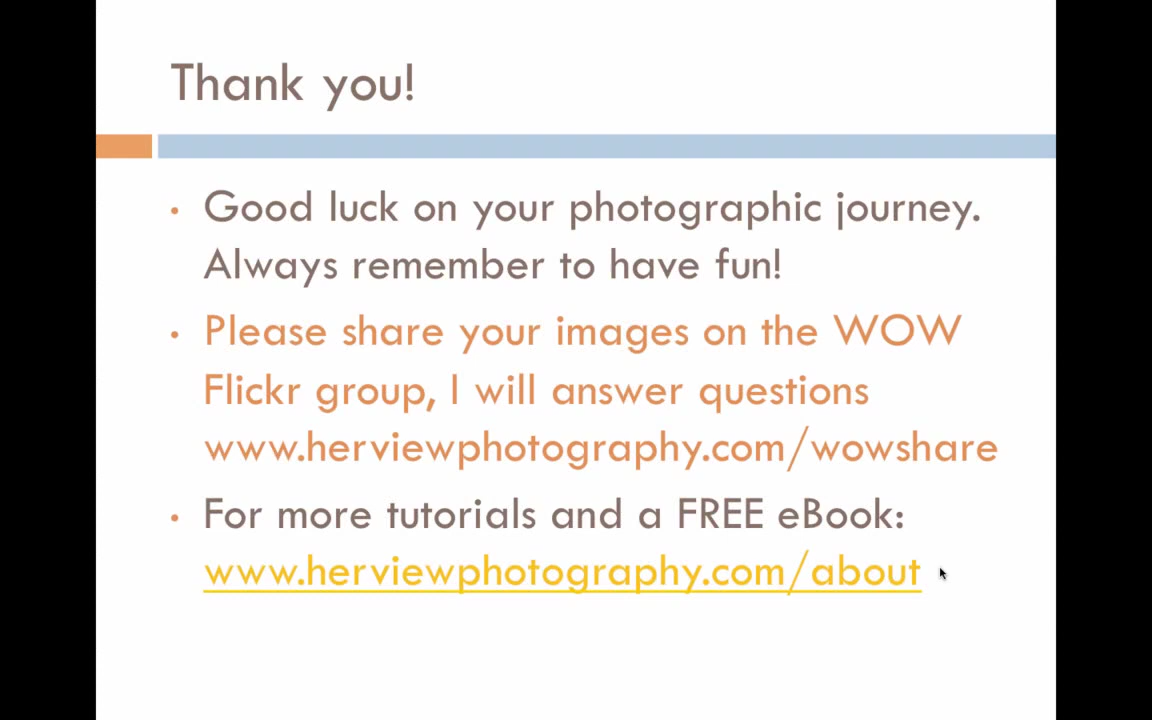 Thank you!
• Good luck on your photographic journey.
Always remember to have fun!
• Please share your images on the WOW
Flickr group, I will answer questions
www.herviewphotography.com/wowshare
• For more tutorials and a FREE eBook:
www.herviewphotography.com/about